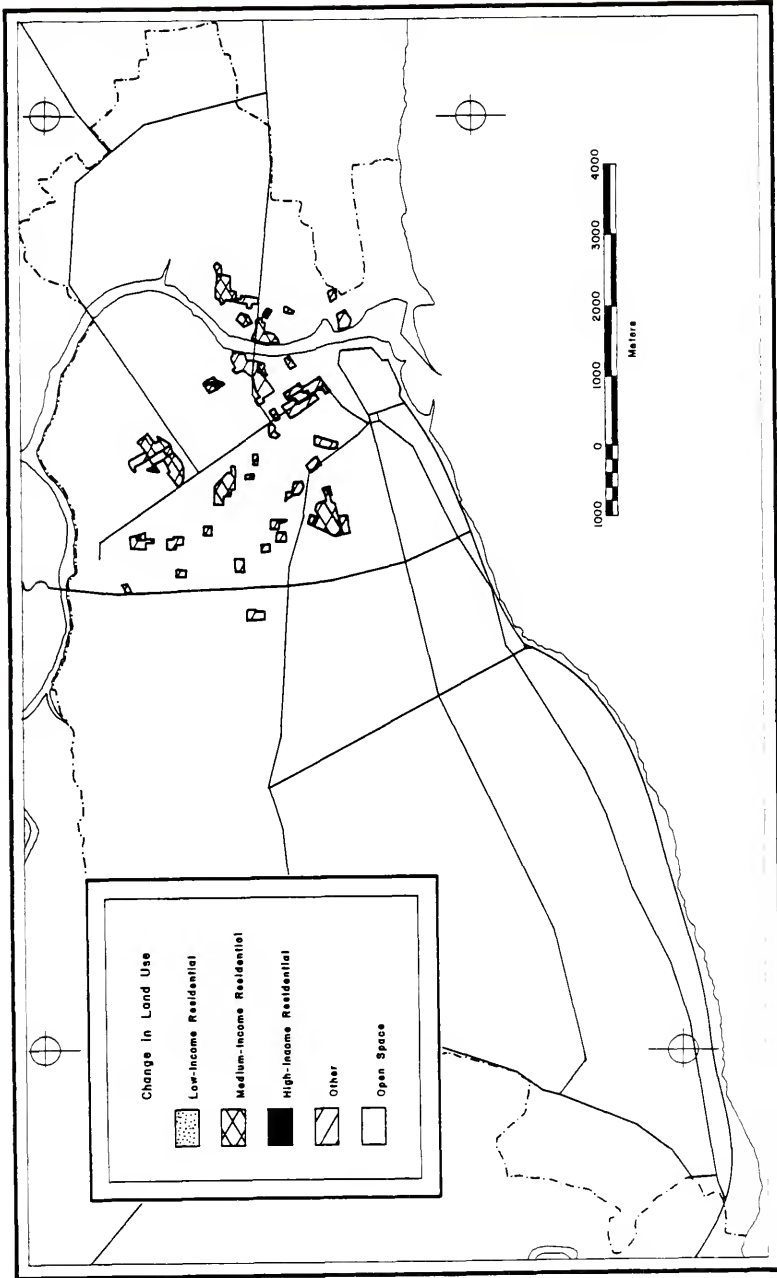 Change in Land Use
Low-Income Residential
Medium-Income Residential
High-Income Residential
Other
Open Space
1000 0 1000 2000 3000 4000
Meters